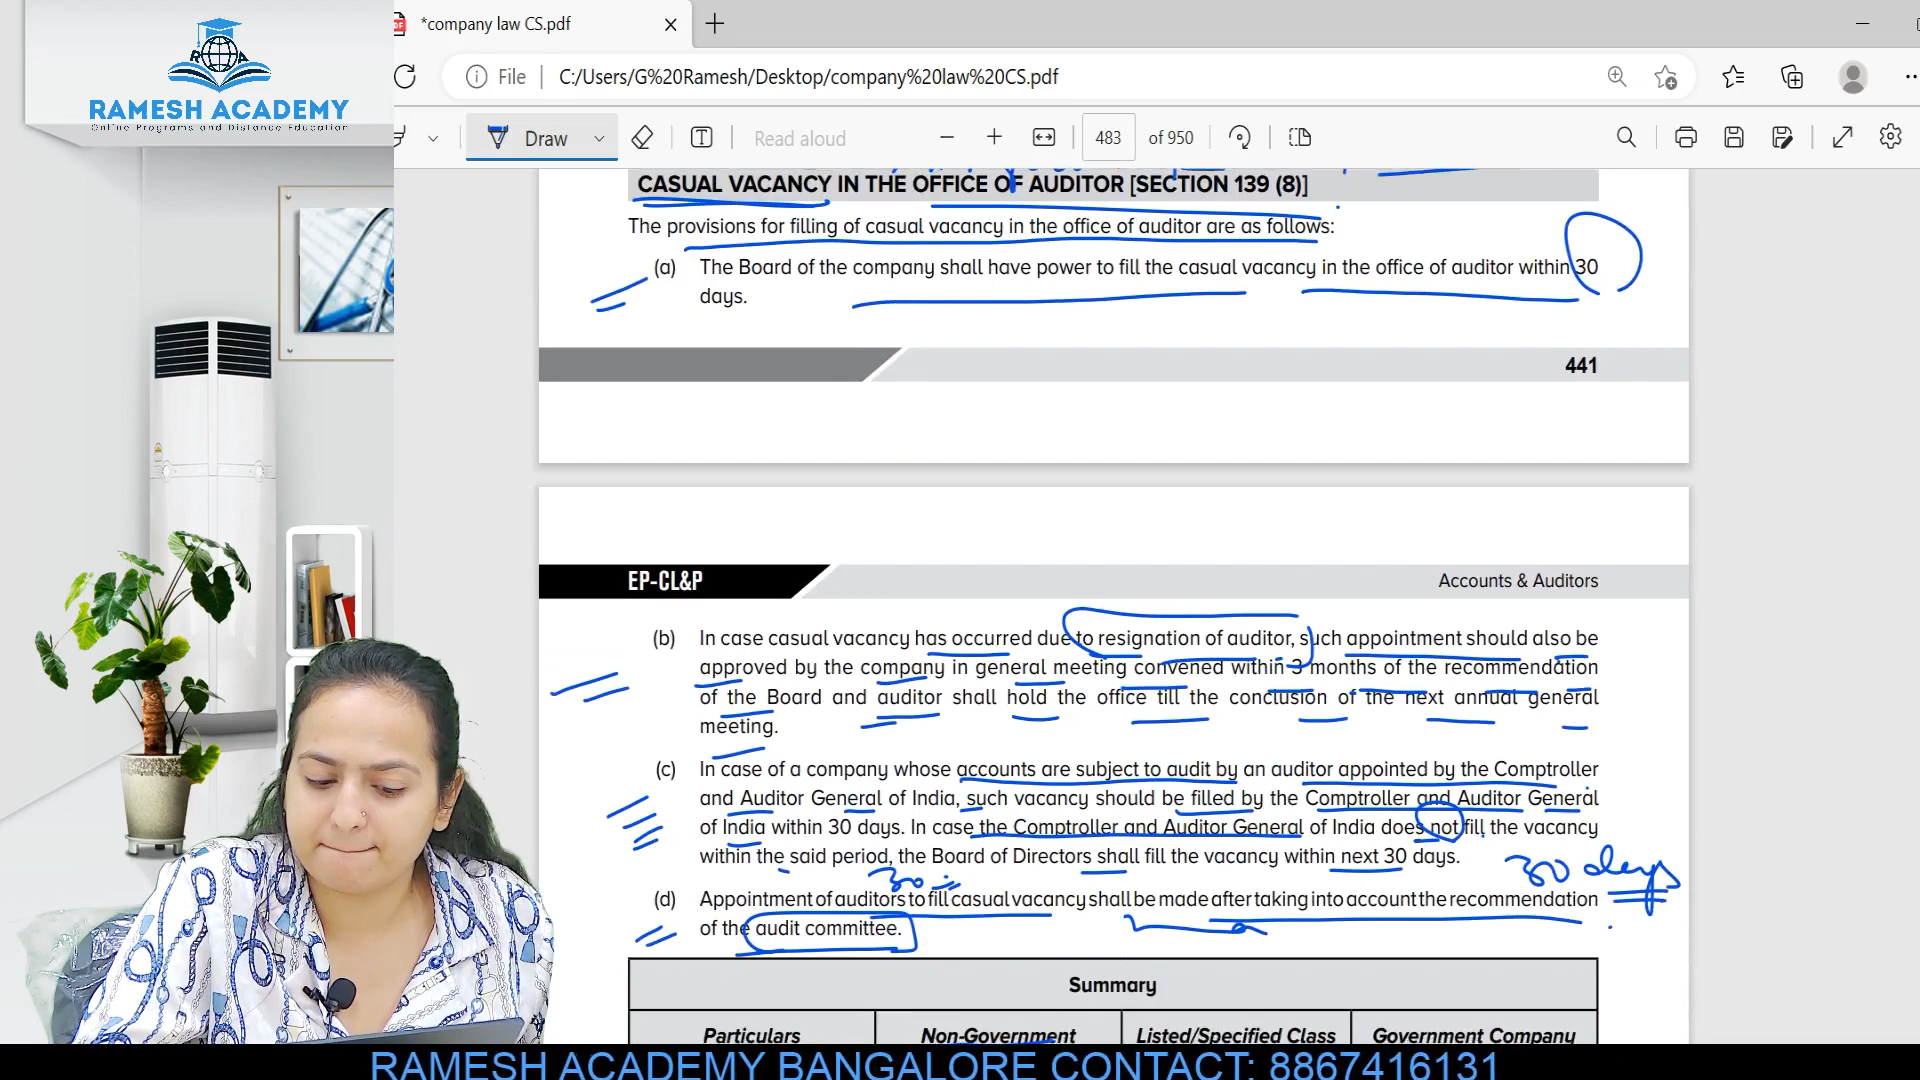 RAMESH ACADEMY
Online Programs and Distance Education
*company law CS.pdf
File
C:/Users/G%20Ramesh/Desktop/company%20law%20CS.pdf
Draw
Read aloud
483
of 950
CASUAL VACANCY IN THE OFFICE OF AUDITOR [SECTION 139 (8)]
The provisions for filling of casual vacancy in the office of auditor are as follows:
(a) The Board of the company shall have power to fill the casual vacancy in the office of auditor within 30
days.
441
EP-CL&P
Accounts & Auditors
(b) In case casual vacancy has occurred due to resignation of auditor, such appointment should also be
approved by the company in general meeting convened within 3 months of the recommendation
of the Board and auditor shall hold the office till the conclusion of the next annual general
meeting.
(c) In case of a company whose accounts are subject to audit by an auditor appointed by the Comptroller
and Auditor General of India, such vacancy should be filled by the Comptroller and Auditor General
of India within 30 days. In case the Comptroller and Auditor General of India does not fill the vacancy
within the said period, the Board of Directors shall fill the vacancy within next 30 days.
30 days
30
(d) Appointment of auditors to fill casual vacancy shall be made after taking into account the recommendation
of the audit committee.
Summary
Particulars
Non-Government
Listed/Specified Class
Government Company
RAMESH ACADEMY BANGALORE CONTACT: 8867416131